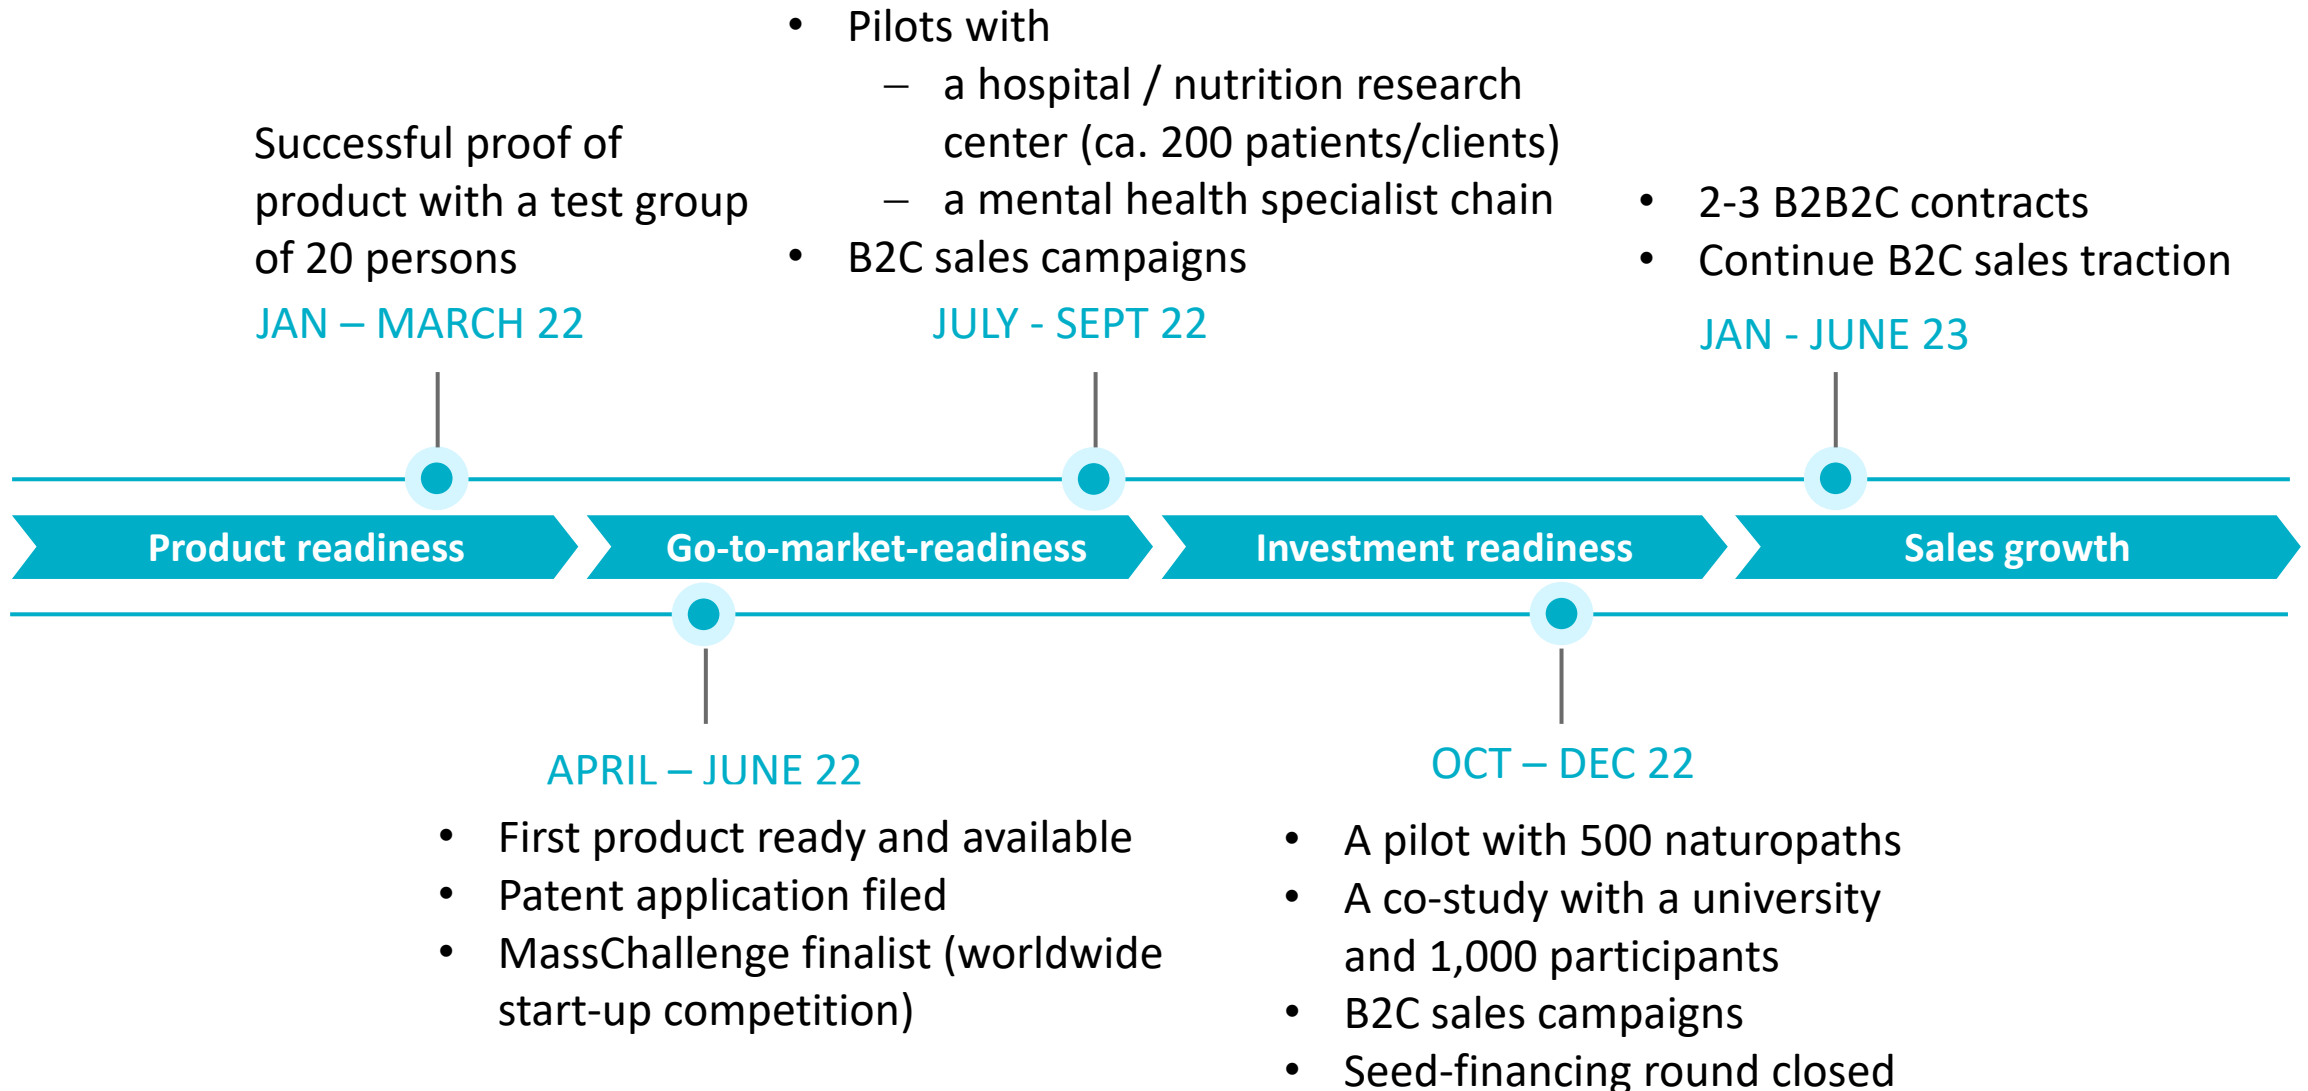 Successful proof of
product with a test group
of 20 persons
JAN – MARCH 22
• Pilots with
– a hospital / nutrition research
center (ca. 200 patients/clients)
– a mental health specialist chain
• B2C sales campaigns
JULY - SEPT 22
• 2-3 B2B2C contracts
• Continue B2C sales traction
JAN - JUNE 23
Product readiness
Go-to-market-readiness
Investment readiness
Sales growth
APRIL – JUNE 22
• First product ready and available
• Patent application filed
• MassChallenge finalist (worldwide
start-up competition)
OCT – DEC 22
• A pilot with 500 naturopaths
• A co-study with a university
and 1,000 participants
• B2C sales campaigns
• Seed-financing round closed